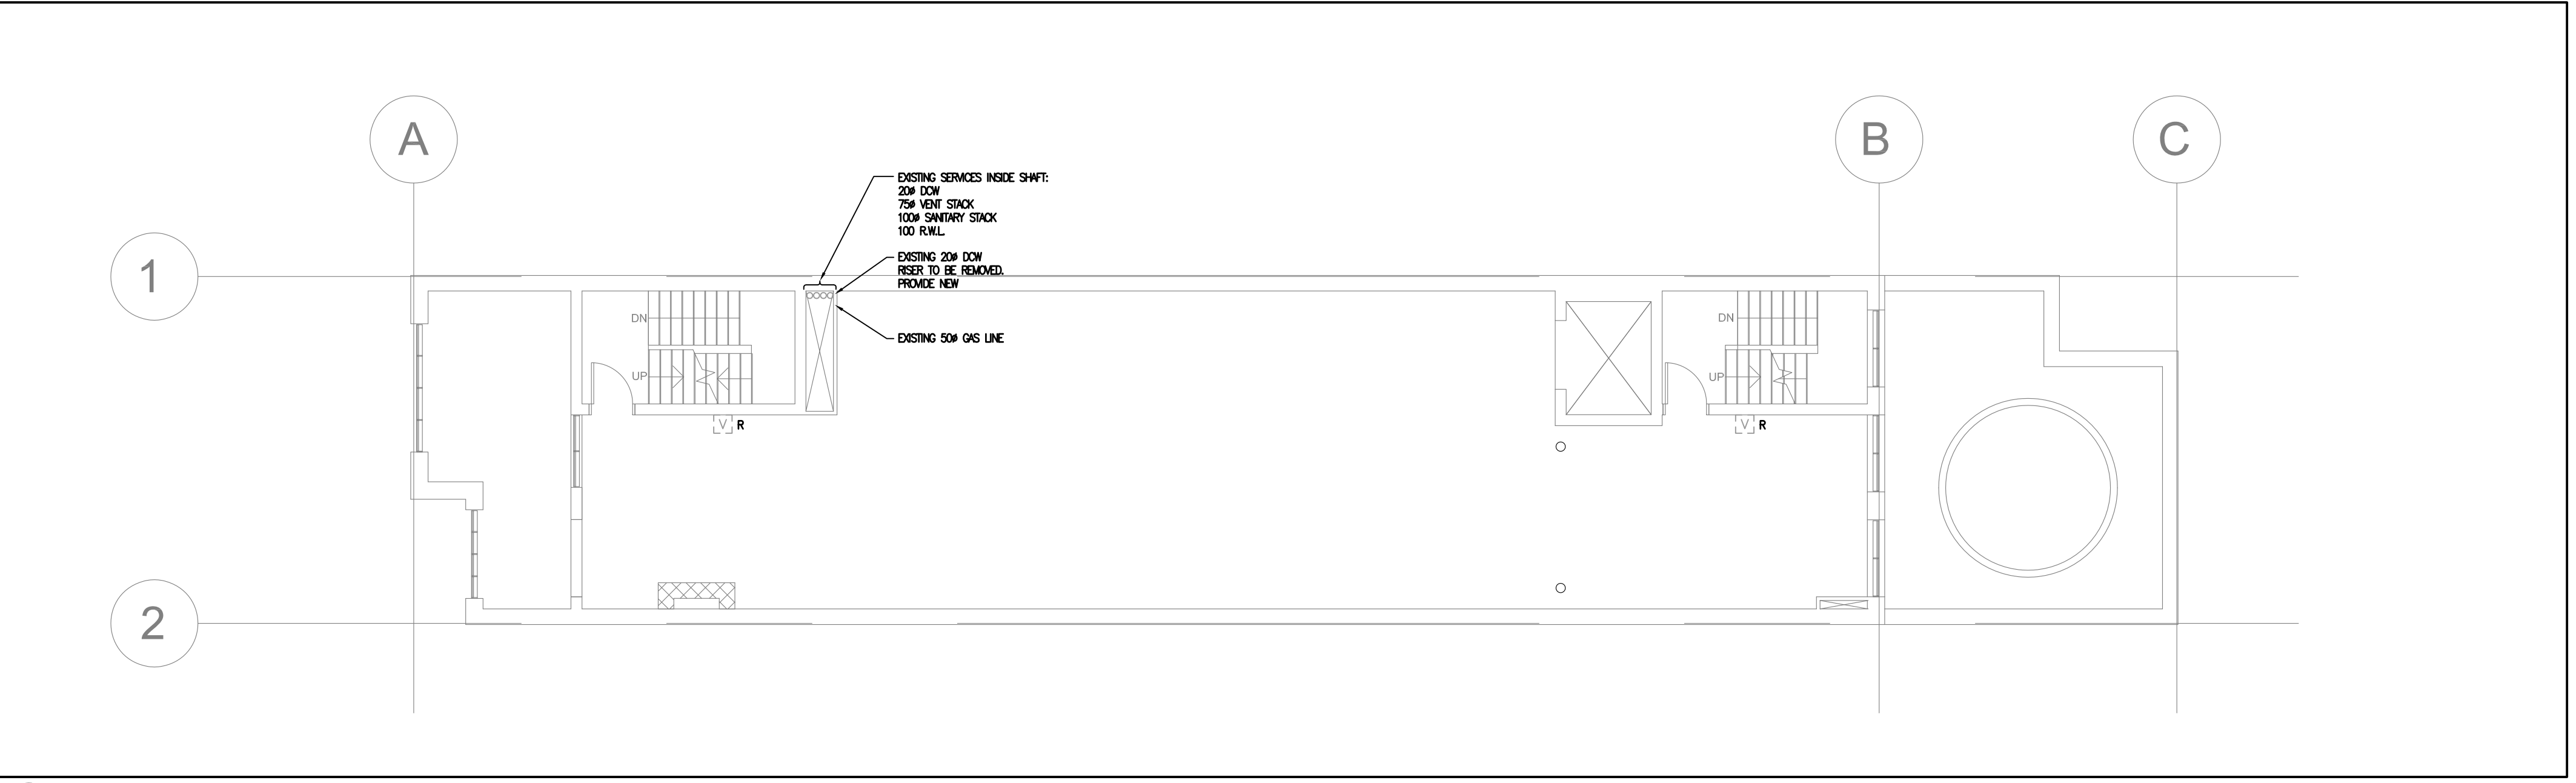 A
B
C
EXISTING SERVICES INSIDE SHAFT:
20ø DCW
75ø VENT STACK
100ø SANITARY STACK
100 R.W.L.
EXISTING 20ø DCW
RISER TO BE REMOVED.
PROVIDE NEW
1
DN
DN
EXISTING 50ø GAS LINE
UP
UP
V R
V R
2